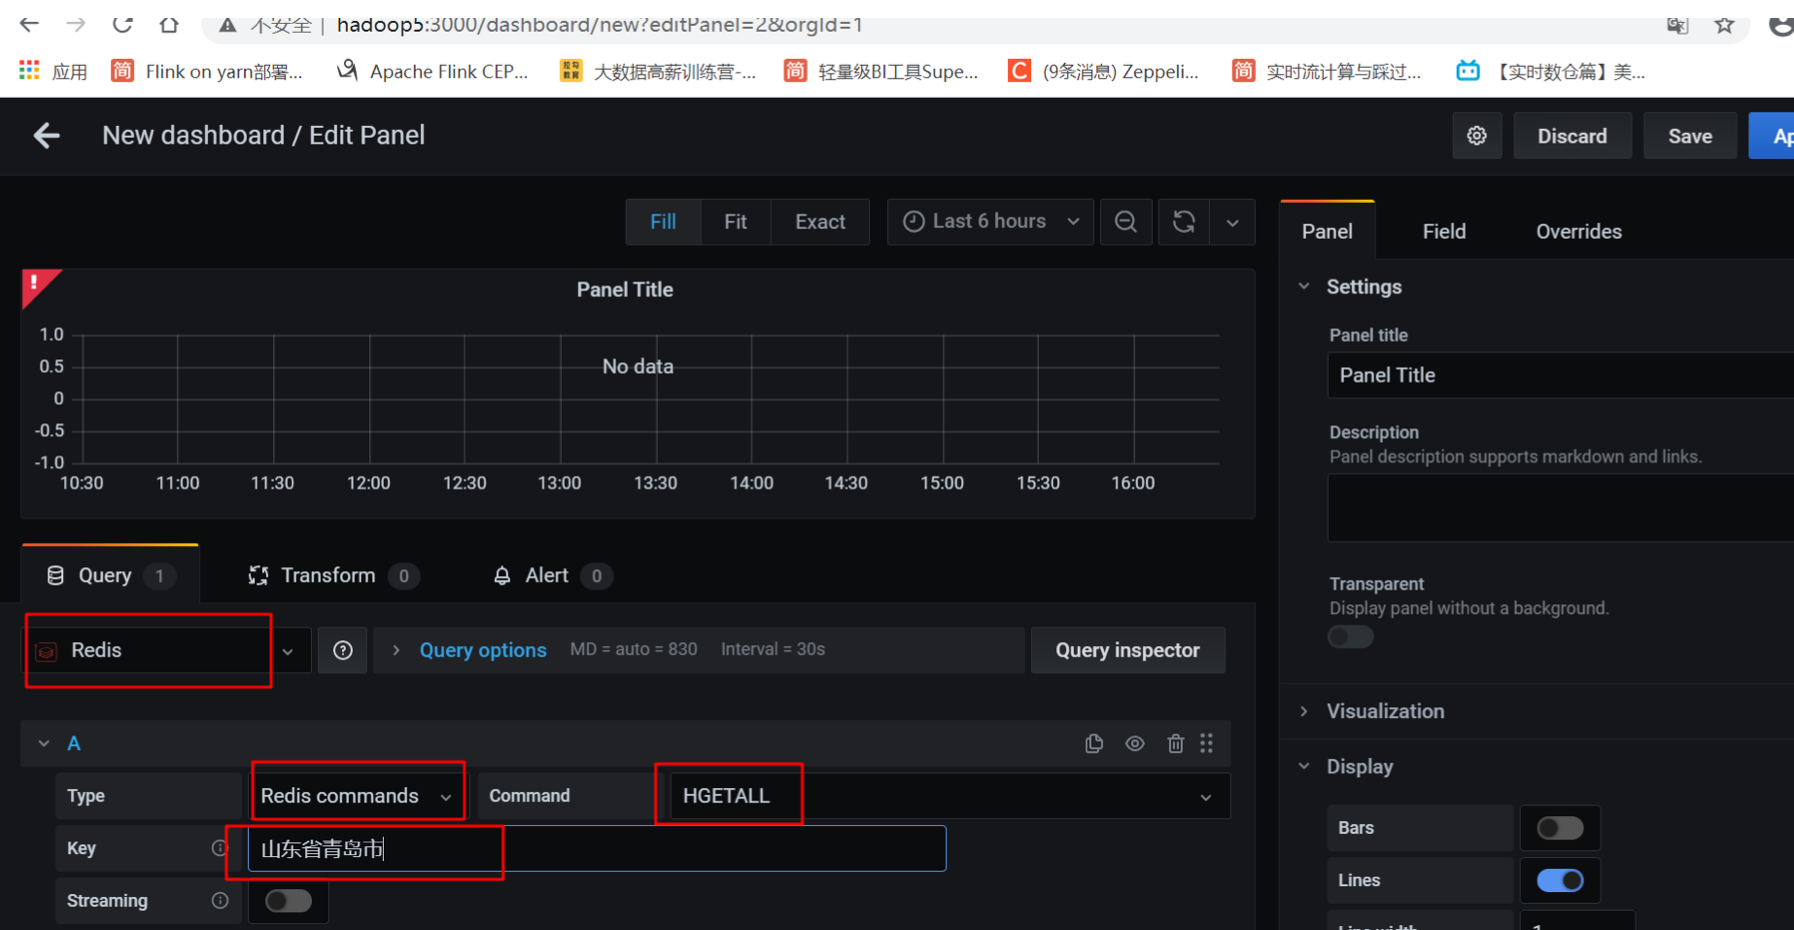 不安全 | hadoop5:3000/dashboard/new?editPanel=2&orgId=1
应用 Flink on yarn部署... Apache Flink CEP... 大数据高薪训练营-... 轻量级BI工具Supe... (9条消息) Zeppeli... 实时流计算与踩过... 【实时数仓篇】美...
New dashboard / Edit Panel
Discard
Save
Ap
Fill Fit Exact
Last 6 hours
Panel Field Overrides
Panel Title
No data
1.0
0.5
0
-0.5
-1.0
10:30 11:00 11:30 12:00 12:30 13:00 13:30 14:00 14:30 15:00 15:30 16:00
Query 1
Transform 0
Alert 0
Redis
Query options MD = auto = 830 Interval = 30s
Query inspector
A
Type Redis commands Command HGETALL
Key 山东省青岛市
Streaming
Settings
Panel title
Panel Title
Description
Panel description supports markdown and links.
Transparent
Display panel without a background.
Visualization
Display
Bars
Lines